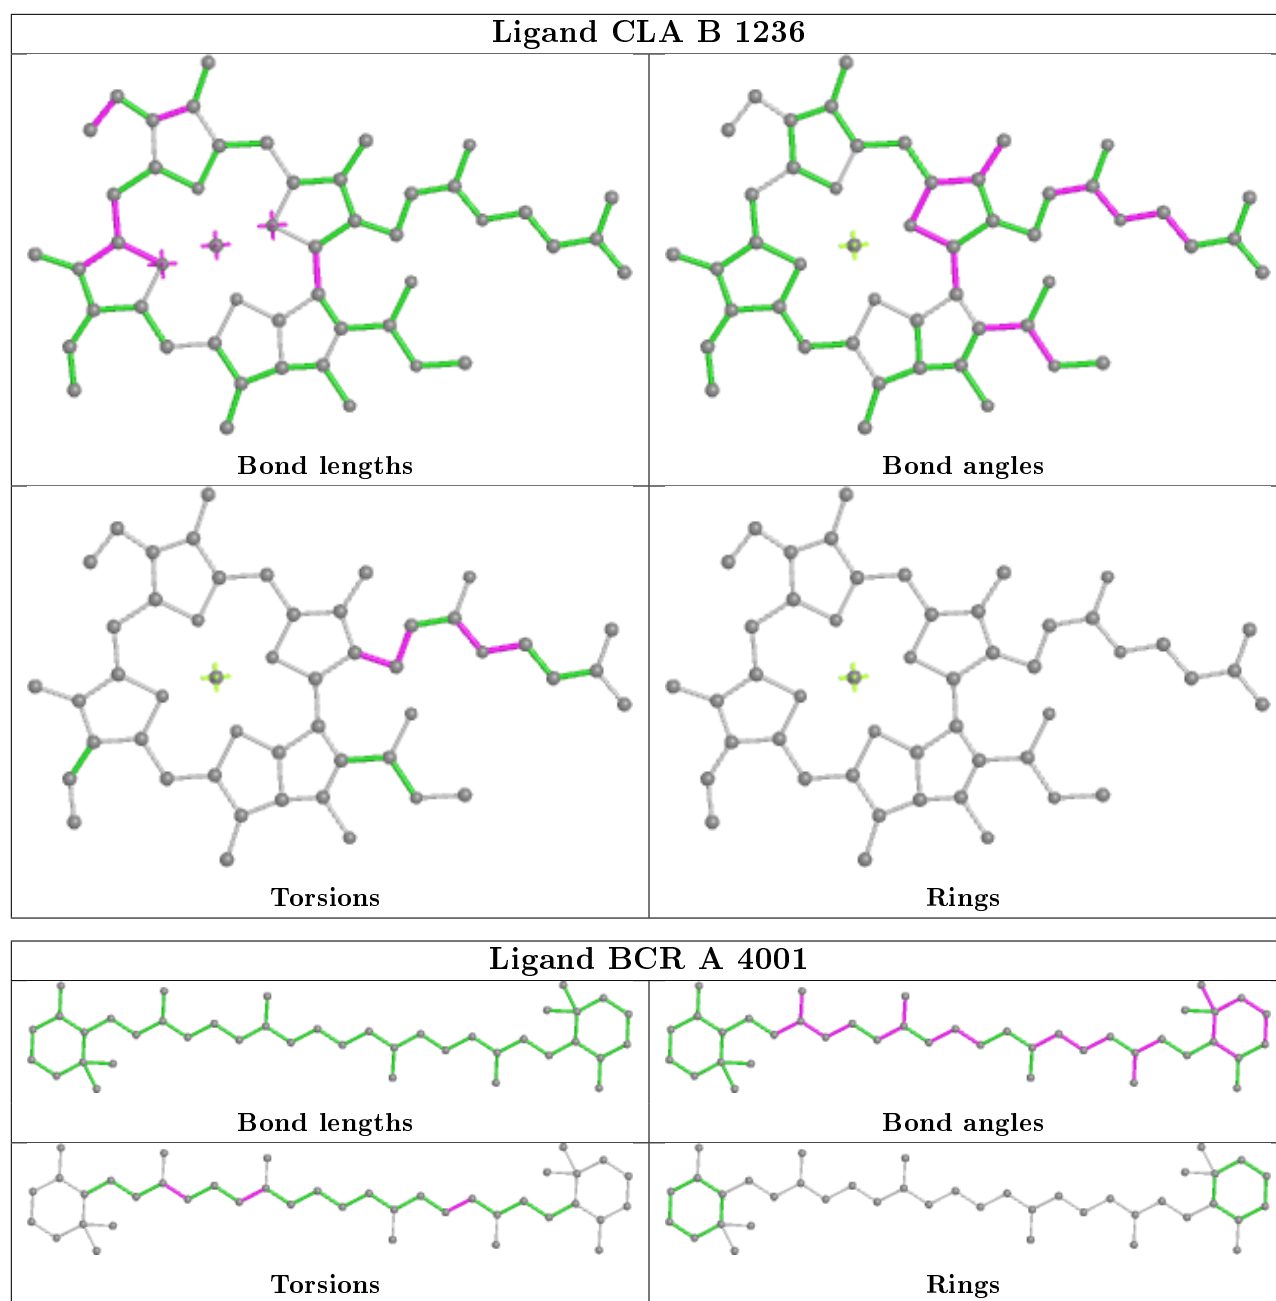 Ligand CLA B 1236
Bond lengths
Bond angles
Torsions
Rings
Ligand BCR A 4001
Bond lengths
Bond angles
Torsions
Rings